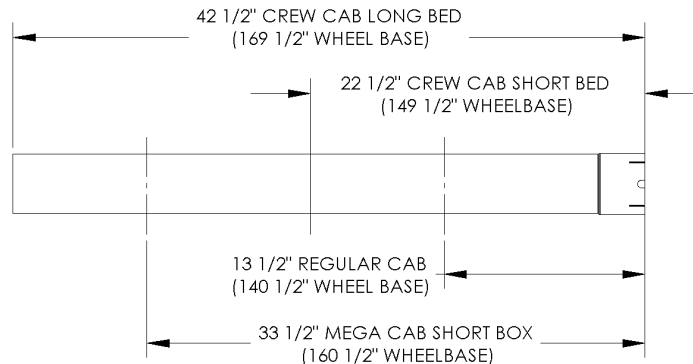 42 1/2" CREW CAB LONG BED
(169 1/2" WHEEL BASE)
22 1/2" CREW CAB SHORT BED
(149 1/2" WHEELBASE)
13 1/2" REGULAR CAB
(140 1/2" WHEEL BASE)
33 1/2" MEGA CAB SHORT BOX
(160 1/2" WHEELBASE)